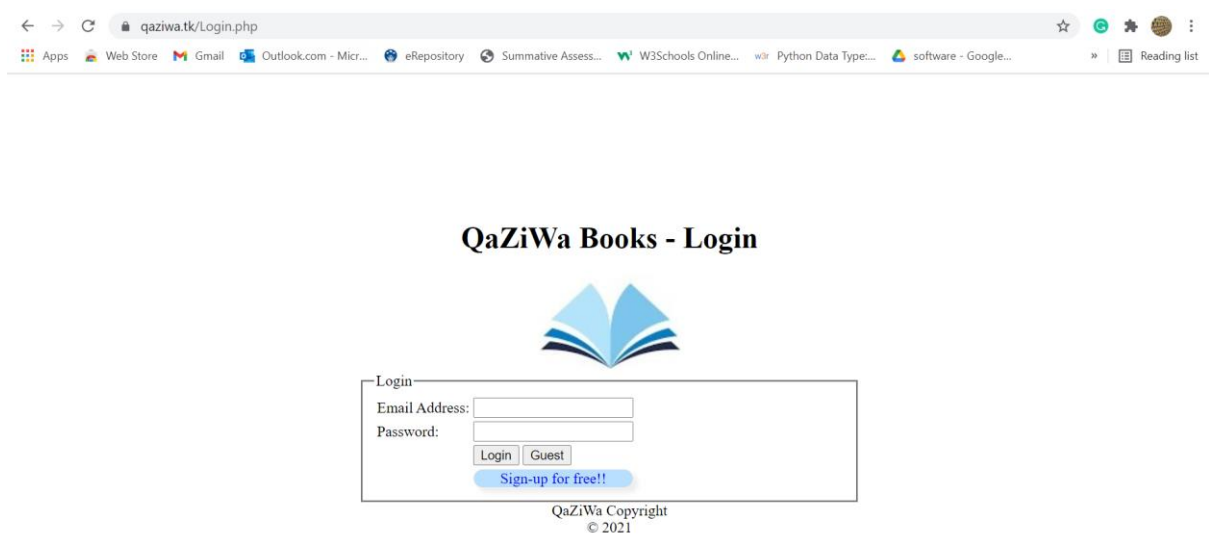 qaziwa.tk/Login.php
Apps Web Store Gmail Outlook.com - Micr... eRepository Summative Assess... W3Schools Online... Python Data Type:... software - Google... » Reading list
QaZiWa Books - Login
Login
Email Address:
Password:
Login Guest
Sign-up for free!!
QaZiWa Copyright
© 2021